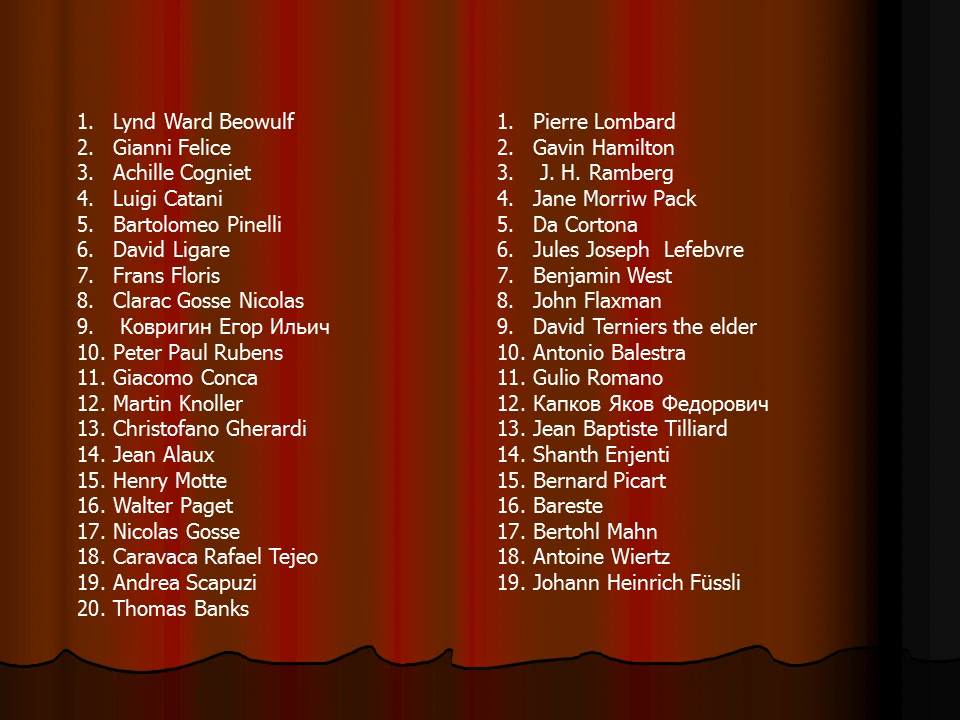 1. Lynd Ward Beowulf
2. Gianni Felice
3. Achille Cogniet
4. Luigi Catani
5. Bartolomeo Pinelli
6. David Ligare
7. Frans Floris
8. Clarac Gosse Nicolas
9. Ковригин Егор Ильич
10. Peter Paul Rubens
11. Giacomo Conca
12. Martin Knoller
13. Christofano Gherardi
14. Jean Alaux
15. Henry Motte
16. Walter Paget
17. Nicolas Gosse
18. Caravaca Rafael Tejeo
19. Andrea Scapuzi
20. Thomas Banks
1. Pierre Lombard
2. Gavin Hamilton
3. J. H. Ramberg
4. Jane Morriw Pack
5. Da Cortona
6. Jules Joseph Lefebvre
7. Benjamin West
8. John Flaxman
9. David Terniers the elder
10. Antonio Balestra
11. Gulio Romano
12. Капков Яков Федорович
13. Jean Baptiste Tilliard
14. Shanth Enjenti
15. Bernard Picart
16. Bareste
17. Bertohl Mahn
18. Antoine Wiertz
19. Johann Heinrich Füssli